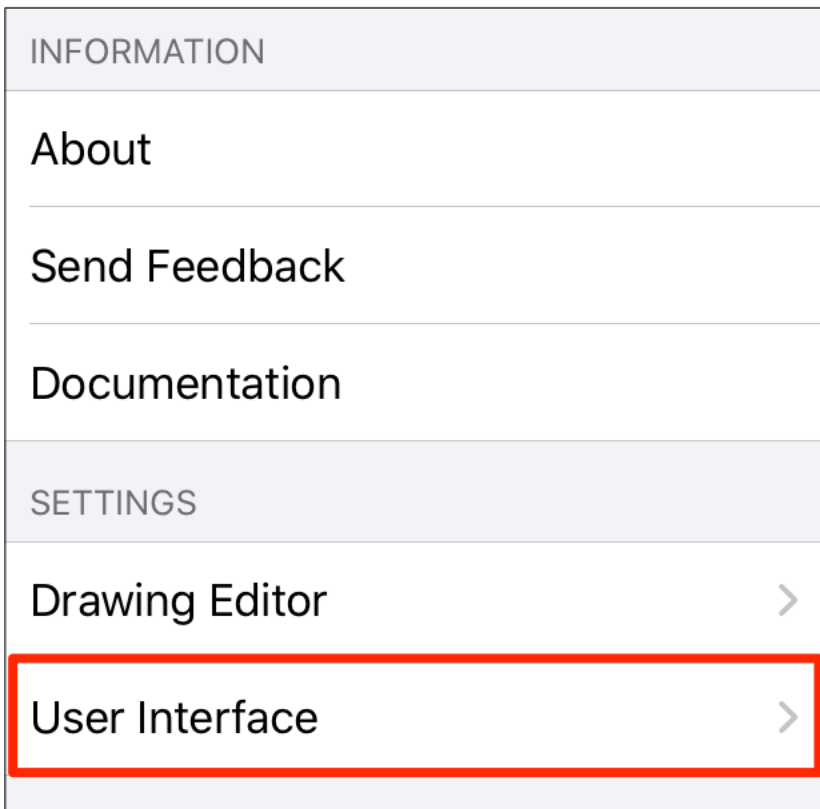 INFORMATION
About
Send Feedback
Documentation
SETTINGS
Drawing Editor
User Interface